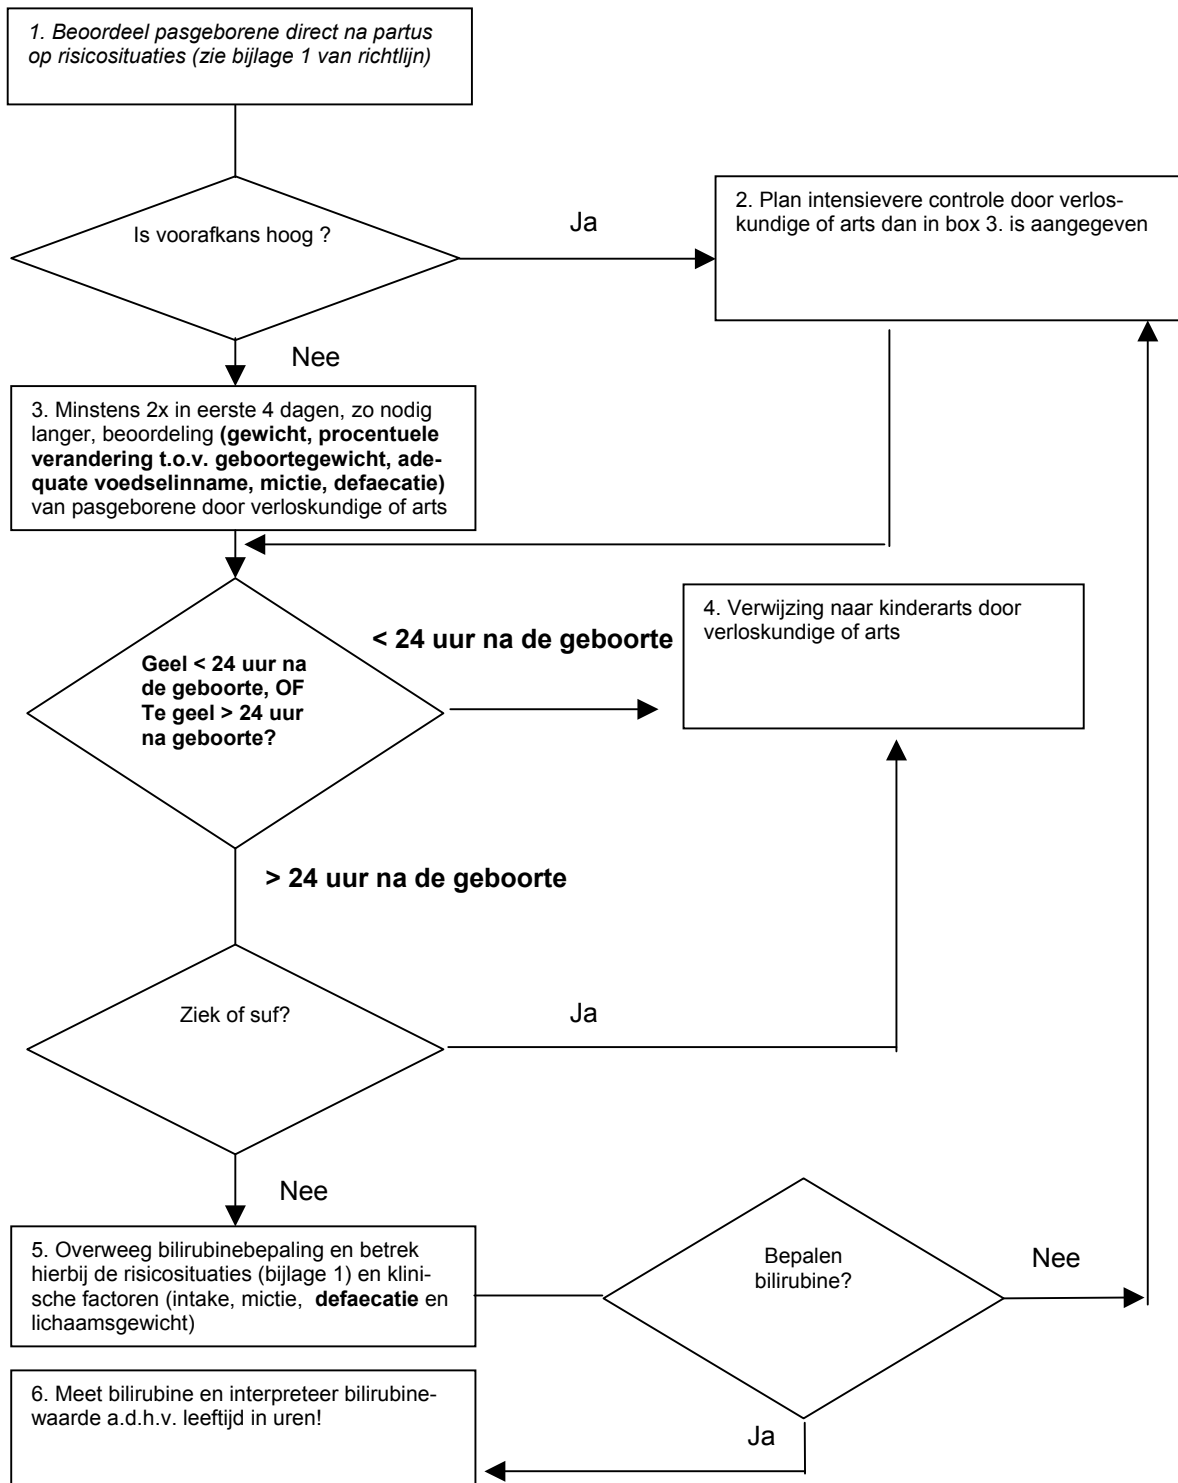 1. Beoordeel pasgeborene direct na partus
op risicosituaties (zie bijlage 1 van richtlijn)
Is voorafkans hoog ?
Ja
2. Plan intensievere controle door verlos-
kundige of arts dan in box 3. is aangegeven
Nee
3. Minstens 2x in eerste 4 dagen, zo nodig
langer, beoordeling (gewicht, procentuele
verandering t.o.v. geboortegewicht, ade-
quate voedselinname, mictie, defaecatie)
van pasgeborene door verloskundige of arts
Geel < 24 uur na
de geboorte, OF
Te geel > 24 uur
na geboorte?
< 24 uur na de geboorte
4. Verwijzing naar kinderarts door
verloskundige of arts
> 24 uur na de geboorte
Ziek of suf?
Ja
Nee
5. Overweeg bilirubinebepaling en betrek
hierbij de risicosituaties (bijlage 1) en klini-
sche factoren (intake, mictie, defaecatie en
lichaamsgewicht)
Bepalen
bilirubine?
Nee
6. Meet bilirubine en interpreteer bilirubine-
waarde a.d.h.v. leeftijd in uren!
Ja